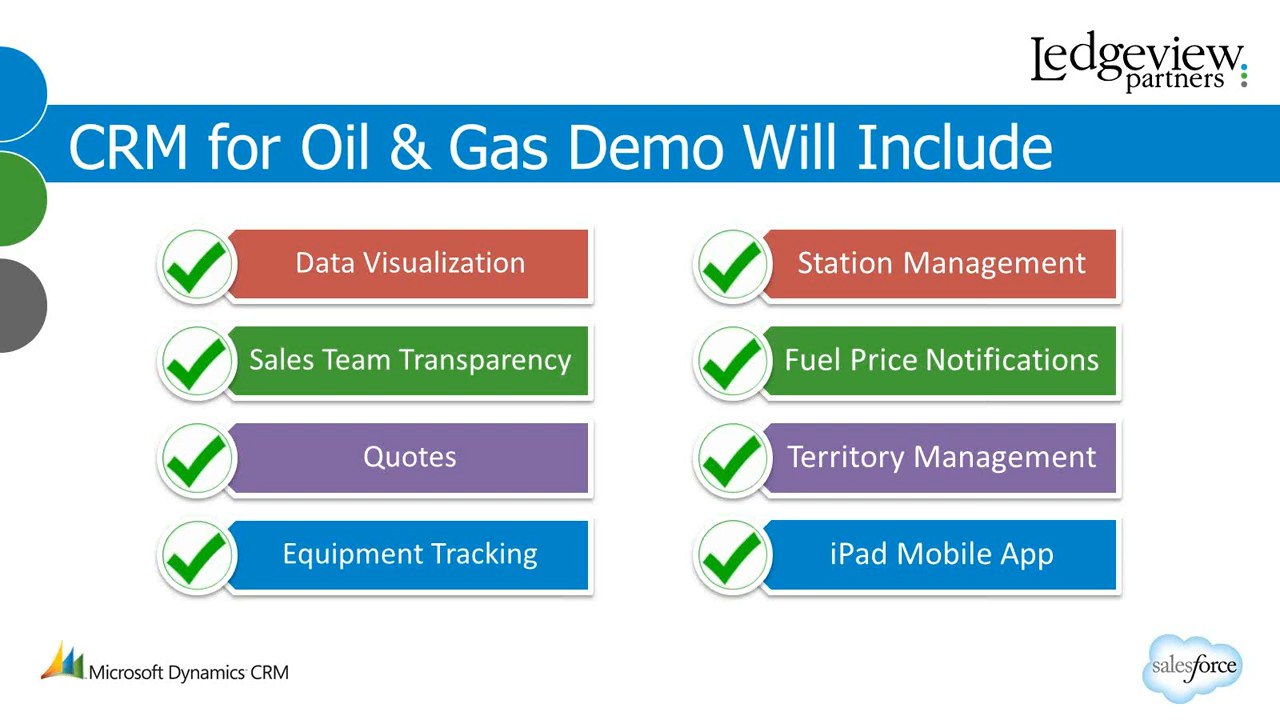 Ledgeview
partners
CRM for Oil & Gas Demo Will Include
Data Visualization
Sales Team Transparency
Quotes
Equipment Tracking
Station Management
Fuel Price Notifications
Territory Management
iPad Mobile App
Microsoft Dynamics CRM
salesforce